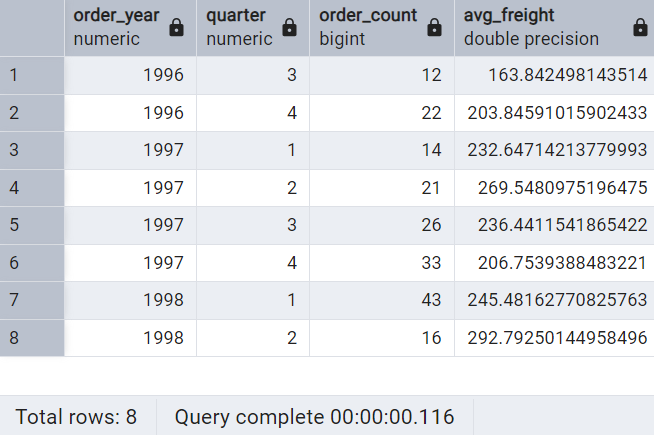 order_year quarter order_count avg_freight
numeric numeric bigint double precision
1 1996 3 12 163.842498143514
2 1996 4 22 203.84591015902433
3 1997 1 14 232.64714213779993
4 1997 2 21 269.5480975196475
5 1997 3 26 236.4411541865422
6 1997 4 33 206.7539388483221
7 1998 1 43 245.48162770825763
8 1998 2 16 292.79250144958496
Total rows: 8 Query complete 00:00:00.116